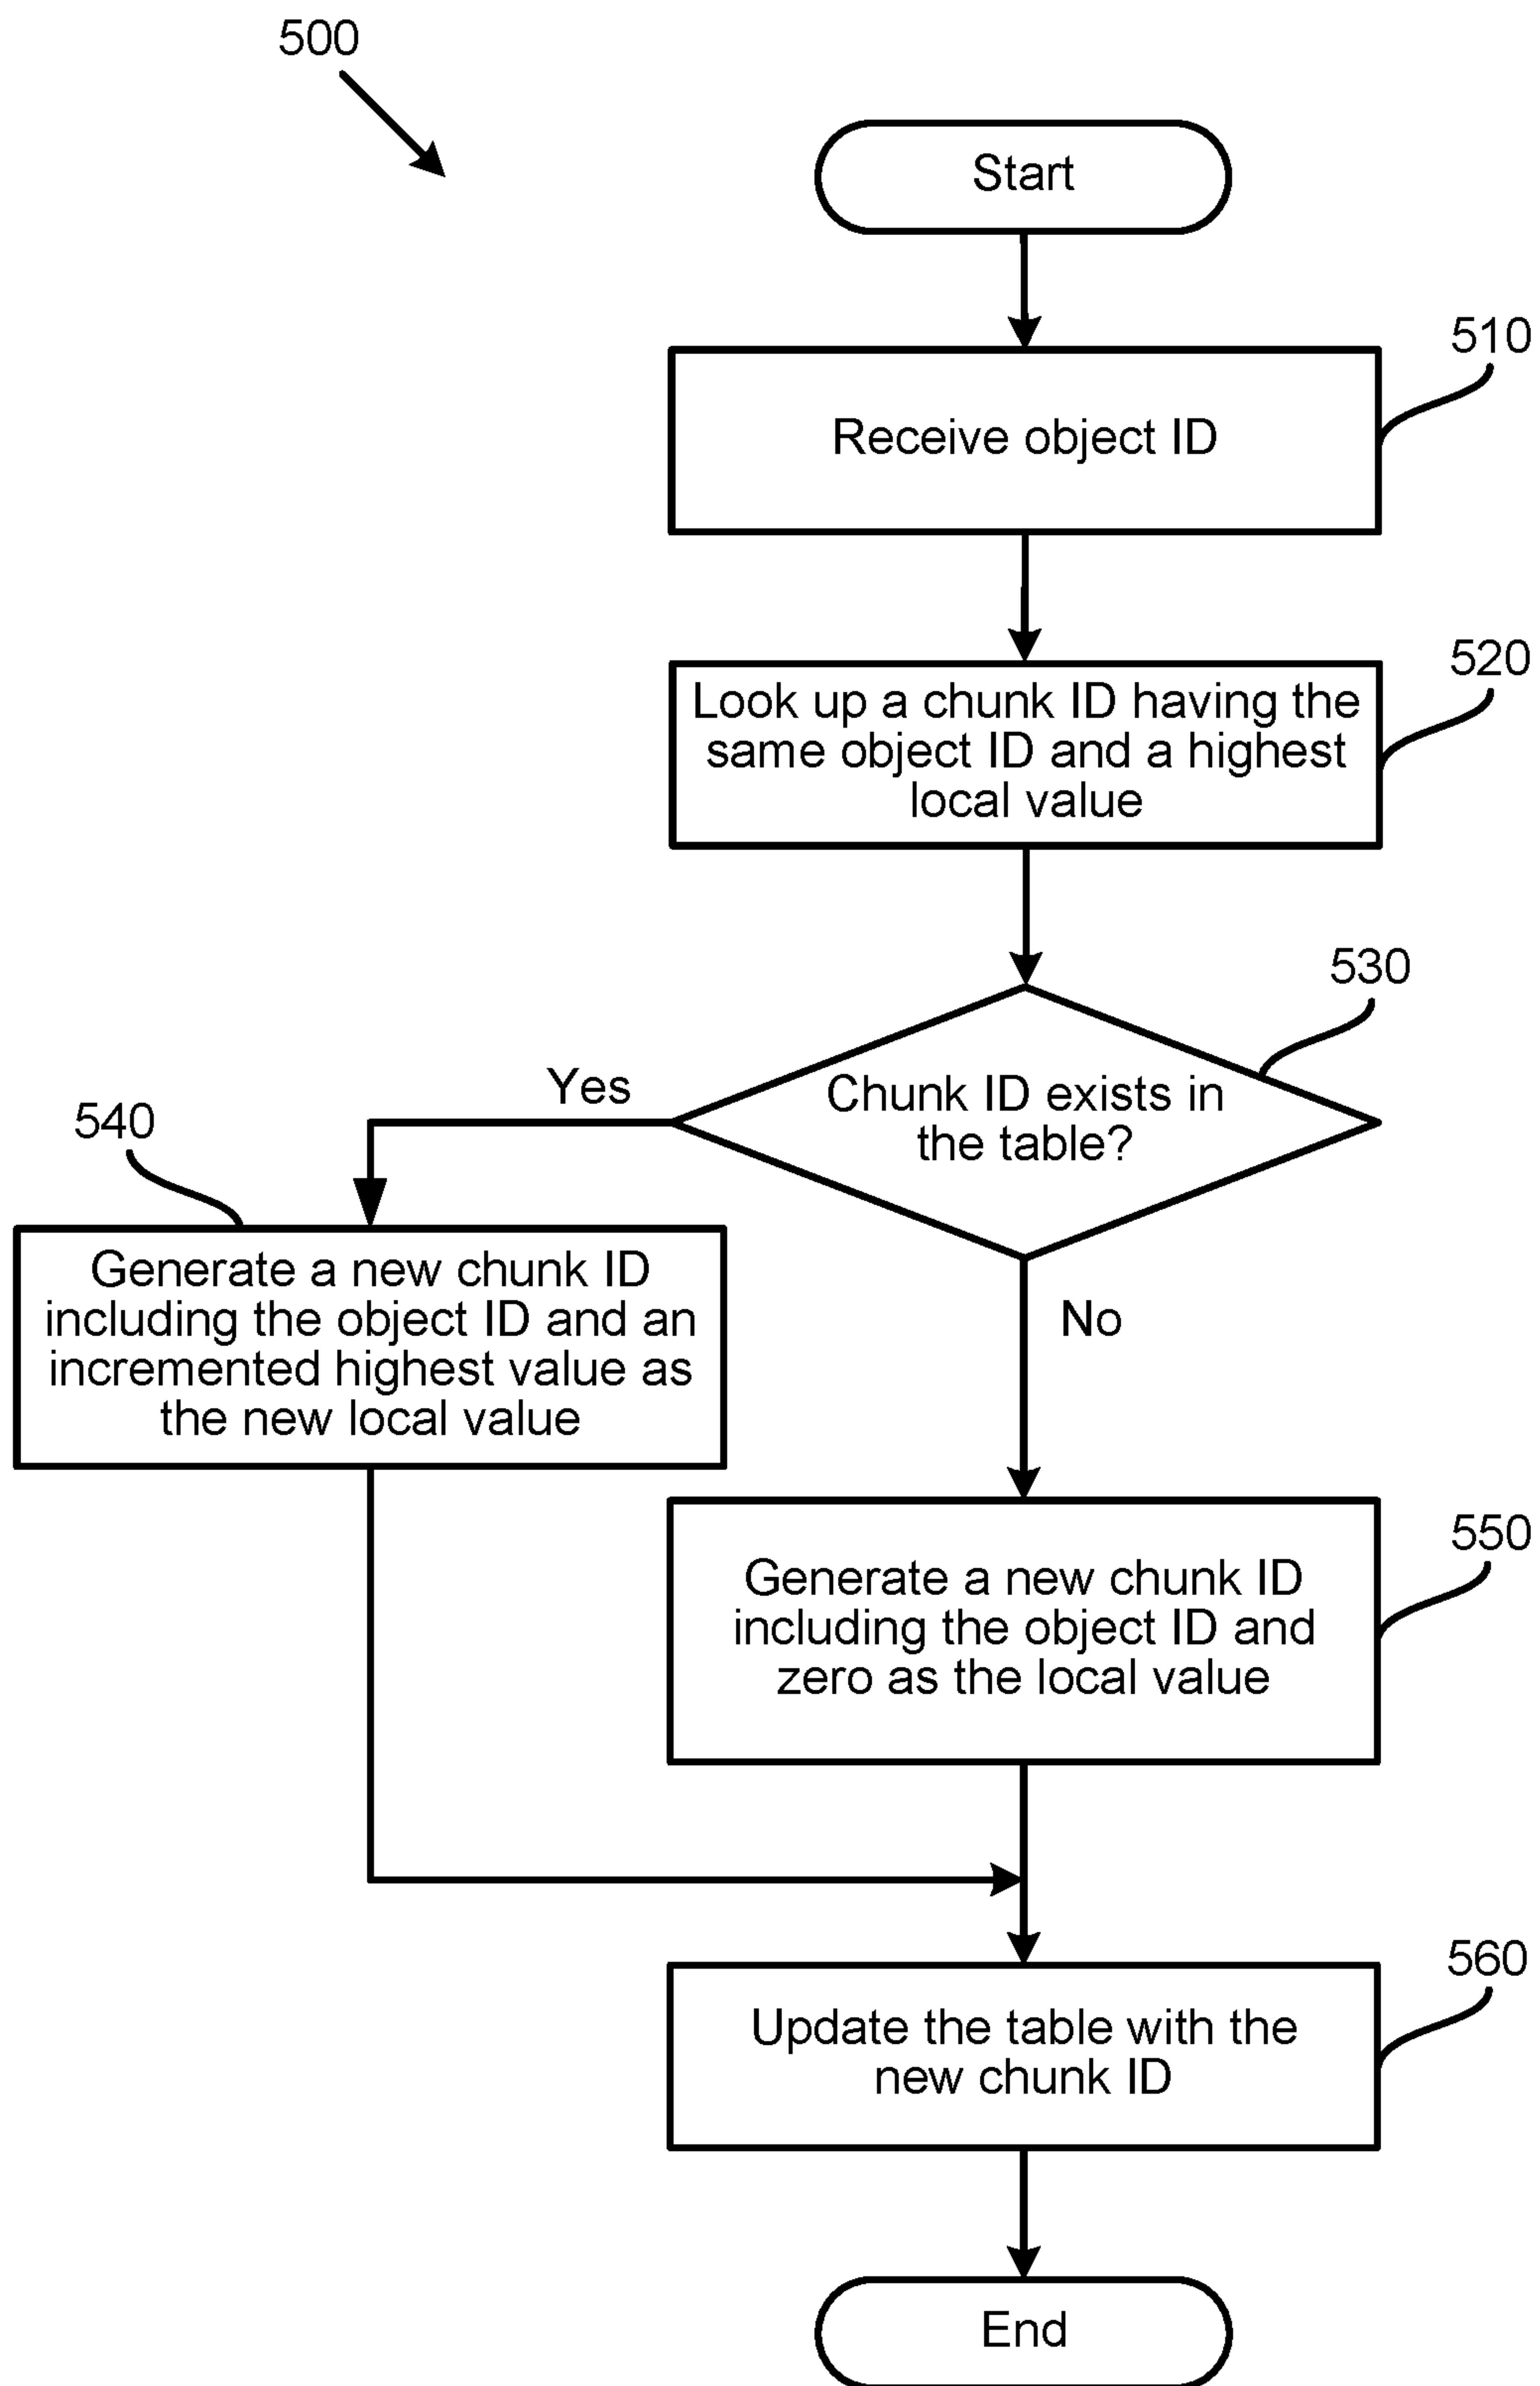 500
Start
510
Receive object ID
520
Look up a chunk ID having the
same object ID and a highest
local value
530
Chunk ID exists in
the table?
Yes
540
Generate a new chunk ID
including the object ID and an
incremented highest value as
the new local value
No
550
Generate a new chunk ID
including the object ID and
zero as the local value
560
Update the table with the
new chunk ID
End